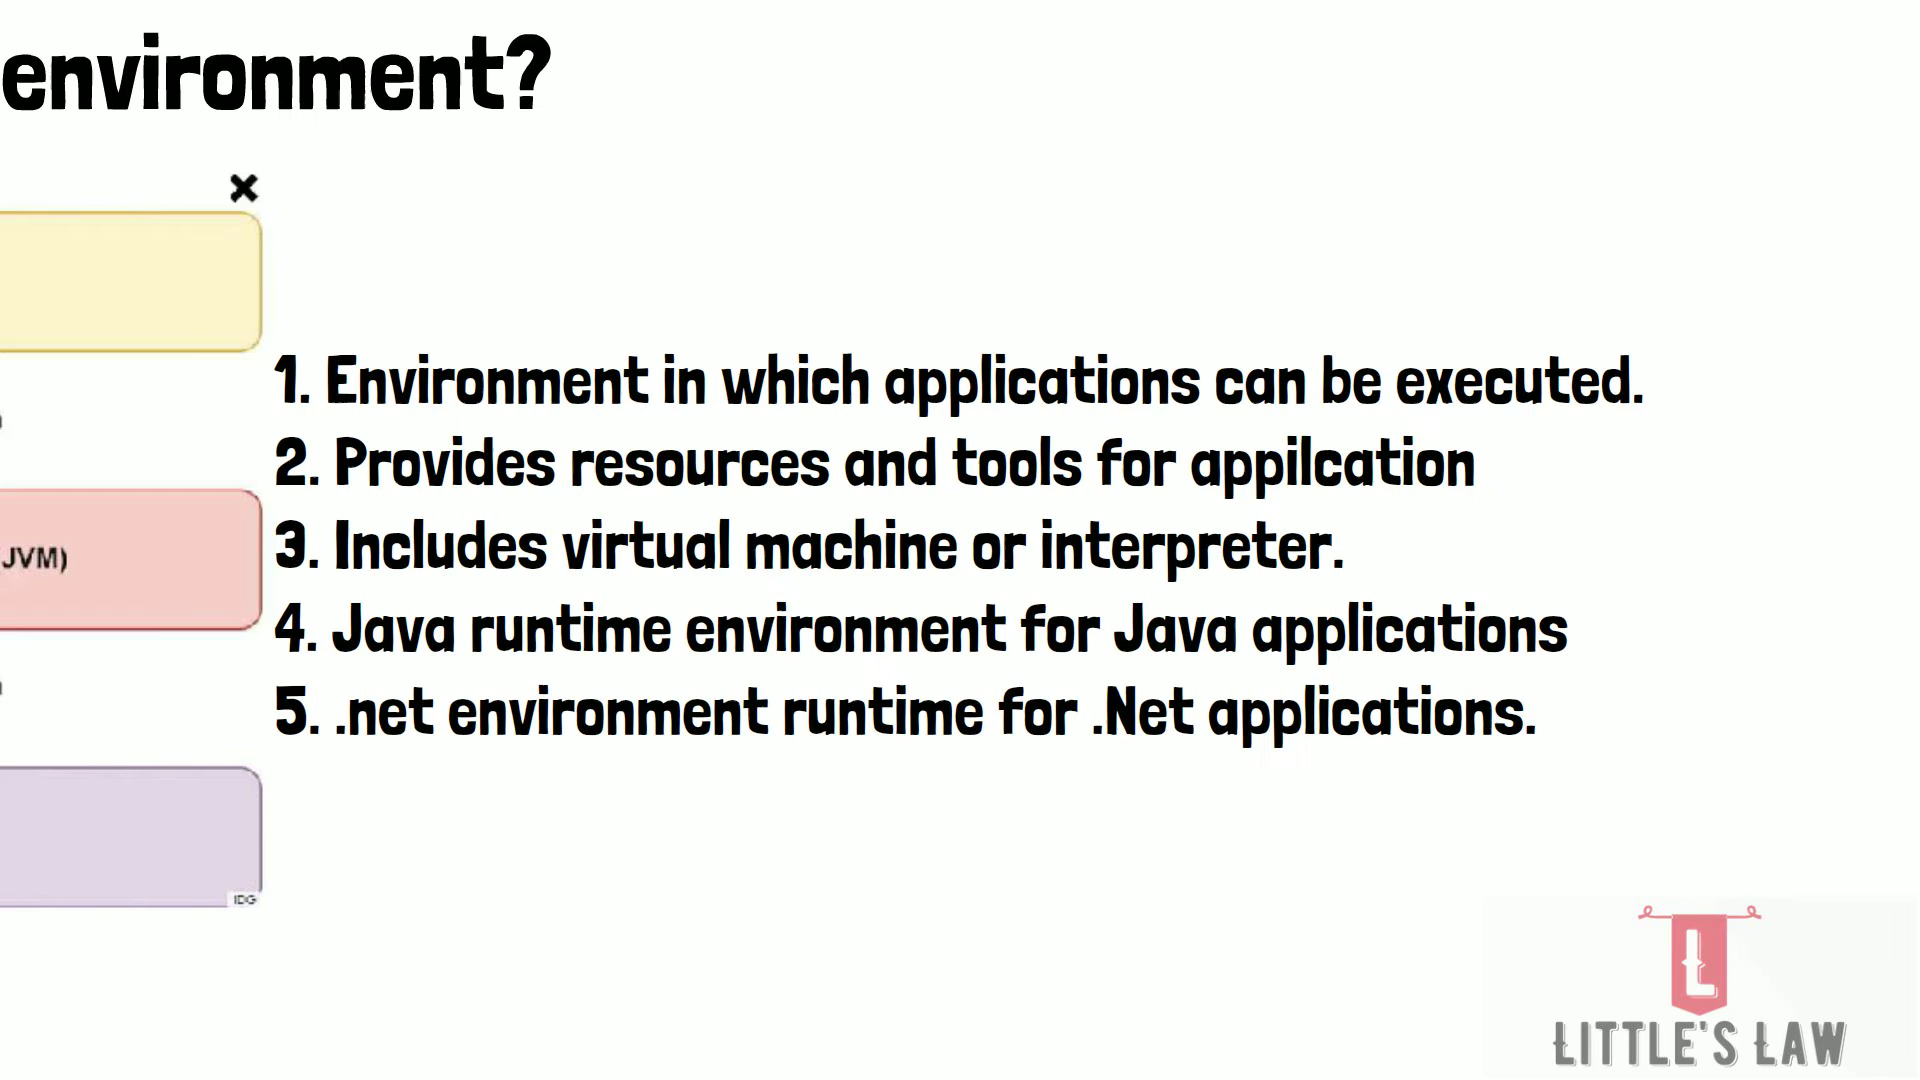 environment?
JVM)
1. Environment in which applications can be executed.
2. Provides resources and tools for appilcation
3. Includes virtual machine or interpreter.
4. Java runtime environment for Java applications
5. .net environment runtime for .Net applications.
IDG
L
LITTLE'S LAW